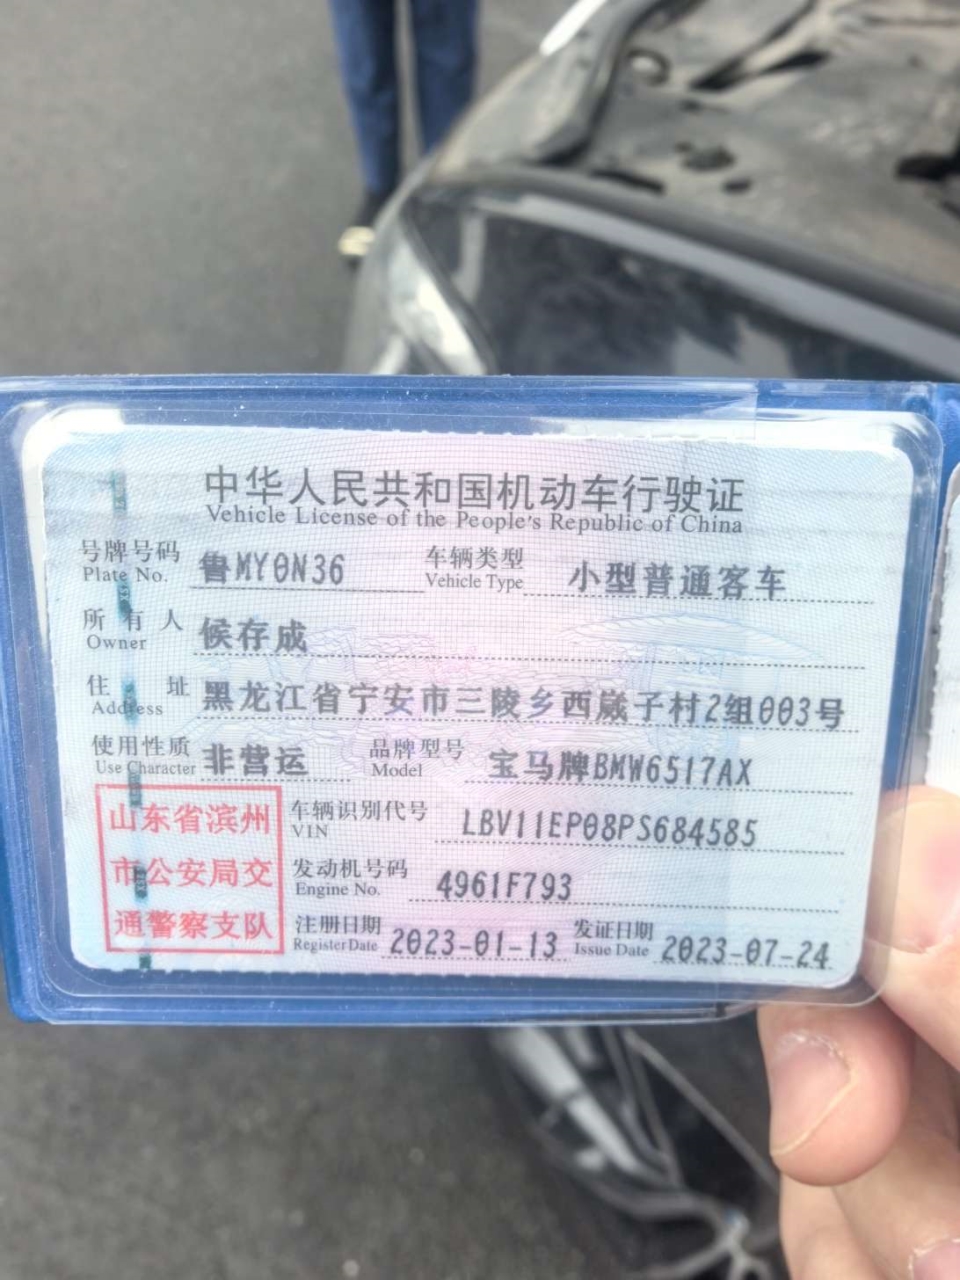 中华人民共和国机动车行驶证
Vehicle License of the People's Republic of China
号牌号码 鲁MY0N36 车辆类型 小型普通客车
Plate No. Vehicle Type
所有人 候存成
Owner
住址 黑龙江省宁安市三陵乡西崴子村2组003号
Address
使用性质 非营运 品牌型号 宝马牌BMW6517AX
Use Character Model
山东省滨州 车辆识别代号 LBV11EP08PS684585
VIN
市公安局交 发动机号码 4961F793
Engine No.
通警察支队 注册日期 2023-01-13 发证日期 2023-07-24
Register Date Issue Date